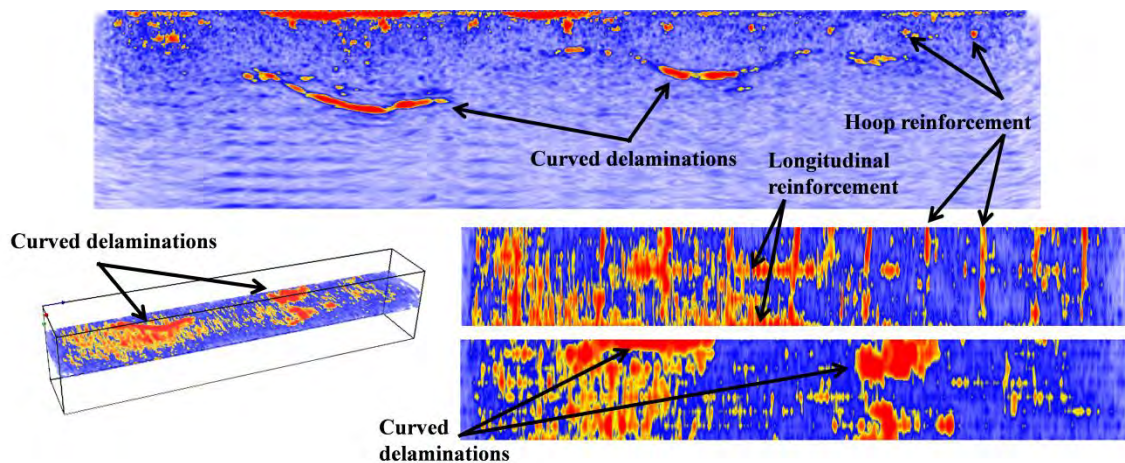 Hoop reinforcement
Curved delaminations
Longitudinal
reinforcement
Curved delaminations
Curved
delaminations